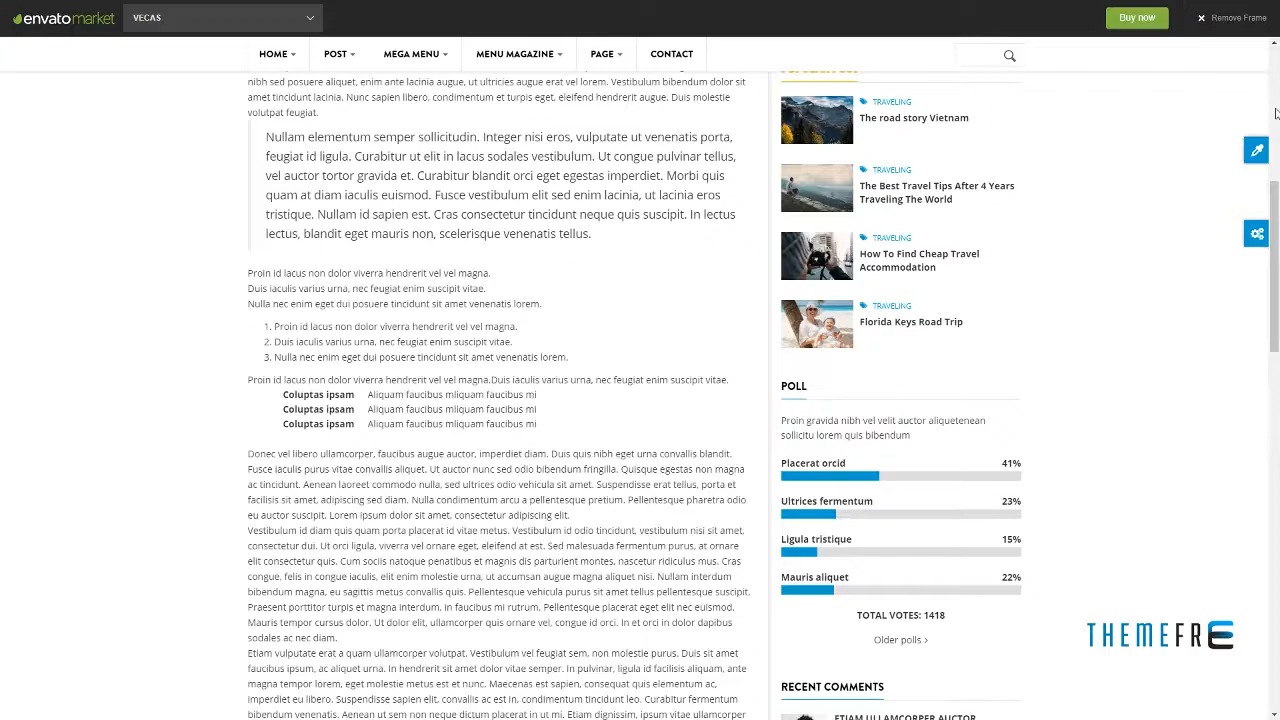 envato market
VECAS
Buy now
Remove Frame
HOME
POST
MEGA MENU
MENU MAGAZINE
PAGE
CONTACT
nibh sed posuere aliquet, enim ante lacinia augue, ut ultricies augue erat vel lorem. Vestibulum bibendum dolor sit
amet tincidunt lacinia. Nunc sapien libero, condimentum et turpis eget, eleifend hendrerit augue. Duis molestie
volutpat feugiat.
Nullam elementum semper sollicitudin. Integer nisi eros, vulputate ut venenatis porta,
feugiat id ligula. Curabitur ut elit in lacus sodales vestibulum. Ut congue pulvinar tellus,
vel auctor tortor gravida et. Curabitur blandit orci eget egestas imperdiet. Morbi quis
quam at diam iaculis euismod. Fusce vestibulum elit sed enim lacinia, ut lacinia eros
tristique. Nullam id sapien est. Cras consectetur tincidunt neque quis suscipit. In lectus
lectus, blandit eget mauris non, scelerisque venenatis tellus.
Proin id lacus non dolor viverra hendrerit vel vel magna.
Duis iaculis varius urna, nec feugiat enim suscipit vitae.
Nulla nec enim eget dui posuere tincidunt sit amet venenatis lorem.
1. Proin id lacus non dolor viverra hendrerit vel vel magna.
2. Duis iaculis varius urna, nec feugiat enim suscipit vitae.
3. Nulla nec enim eget dui posuere tincidunt sit amet venenatis lorem.
Proin id lacus non dolor viverra hendrerit vel vel magna.Duis iaculis varius urna, nec feugiat enim suscipit vitae.
Coluptas ipsam Aliquam faucibus mliquam faucibus mi
Coluptas ipsam Aliquam faucibus mliquam faucibus mi
Coluptas ipsam Aliquam faucibus mliquam faucibus mi
Donec vel libero ullamcorper, faucibus augue auctor, imperdiet diam. Duis quis nibh eget urna convallis blandit.
Fusce iaculis purus vitae convallis aliquet. Ut auctor nunc sed odio bibendum fringilla. Quisque egestas non magna
ac tincidunt. Aenean laoreet commodo nulla, sed ultrices odio vehicula sit amet. Suspendisse erat tellus, porta et
facilisis sit amet, adipiscing sed diam. Nulla condimentum arcu a pellentesque pretium. Pellentesque pharetra odio
eu auctor suscipit. Lorem ipsum dolor sit amet, consectetur adipiscing elit.
Vestibulum id diam quis quam porta placerat id vitae metus. Vestibulum id odio tincidunt, vestibulum nisi sit amet,
consectetur dui. Ut orci ligula, viverra vel ornare eget, eleifend at est. Sed malesuada fermentum purus, at ornare
elit consectetur quis. Cum sociis natoque penatibus et magnis dis parturient montes, nascetur ridiculus mus. Cras
congue, felis in congue iaculis, elit enim molestie urna, ut accumsan augue magna aliquet nisi. Nullam interdum
bibendum magna, eu sagittis metus convallis quis. Pellentesque vehicula purus sit amet tellus pellentesque suscipit.
Praesent porttitor turpis et magna interdum, in faucibus mi rutrum. Pellentesque placerat eget elit nec euismod.
Mauris tempor cursus dolor. Ut dolor elit, ullamcorper quis ornare vel, congue id orci. In et orci in dolor dapibus
sodales ac nec diam.
Etiam vulputate erat a quam ullamcorper volutpat. Vestibulum vel feugiat sem, non molestie purus. Duis sit amet
faucibus ipsum, ac aliquet urna. In hendrerit sit amet dolor vitae semper. In pulvinar, ligula id facilisis aliquam, ante
magna tempor lorem, eget molestie metus est et nunc. Maecenas est sapien, consequat quis elementum ac,
imperdiet eu libero. Suspendisse sapien elit, convallis ac est in, condimentum tincidunt lorem. Curabitur fermentum
bibendum venenatis. Aenean ut neque dictum placerat in ut mi. Etiam dignissim, ipsum vitae ullamcorper
TRAVELING
The road story Vietnam
TRAVELING
The Best Travel Tips After 4 Years
Traveling The World
TRAVELING
How To Find Cheap Travel
Accommodation
TRAVELING
Florida Keys Road Trip
POLL
Proin gravida nibh vel velit auctor aliquetenean
sollicitu lorem quis bibendum
Placerat orcid 41%
Ultrices fermentum 23%
Ligula tristique 15%
Mauris aliquet 22%
TOTAL VOTES: 1418
Older polls >
RECENT COMMENTS
ETIAM ULLAMCORPER AUCTOR
THEMEFRE